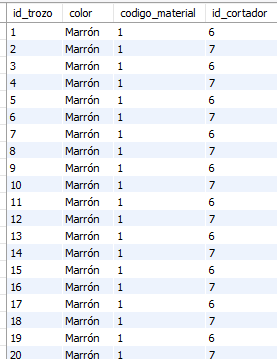 id_trozo color codigo_material id_cortador
1 Marrón 1 6
2 Marrón 1 7
3 Marrón 1 6
4 Marrón 1 7
5 Marrón 1 6
6 Marrón 1 7
7 Marrón 1 6
8 Marrón 1 7
9 Marrón 1 6
10 Marrón 1 7
11 Marrón 1 6
12 Marrón 1 7
13 Marrón 1 6
14 Marrón 1 7
15 Marrón 1 6
16 Marrón 1 7
17 Marrón 1 6
18 Marrón 1 7
19 Marrón 1 6
20 Marrón 1 7